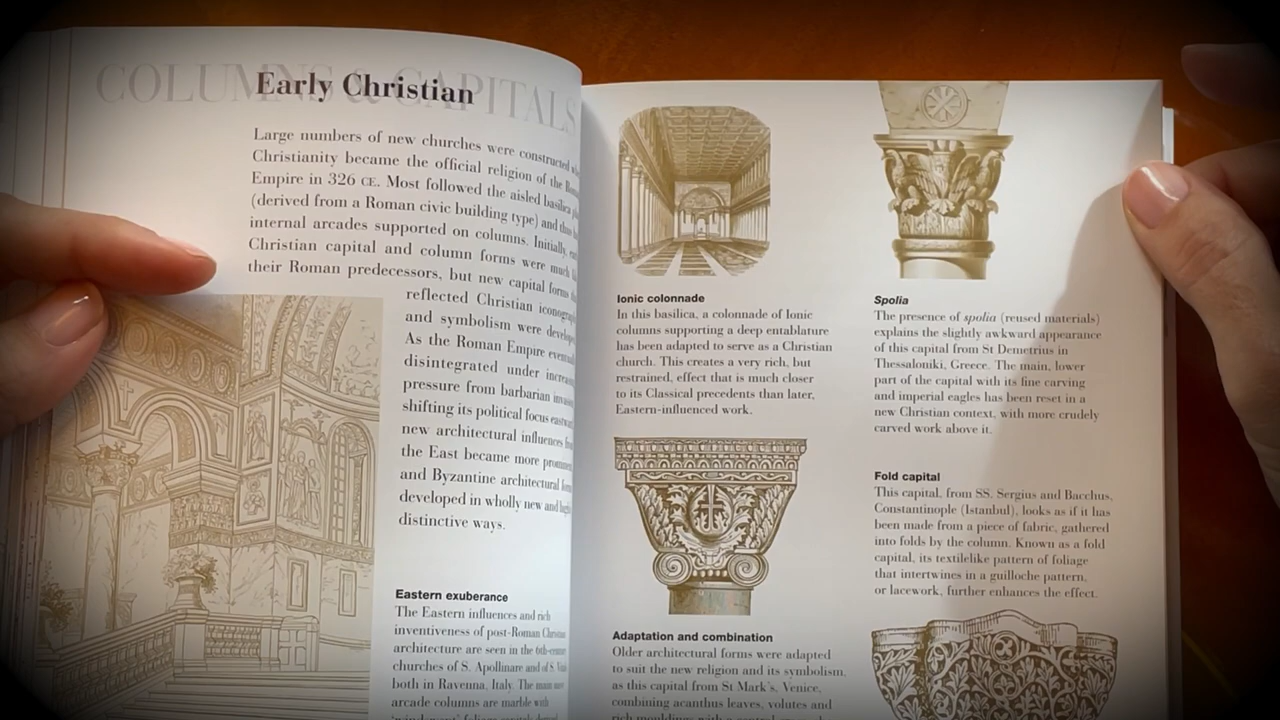 COLUMNS & CAPITALS
Early Christian
Large numbers of new churches were constructed
Christianity became the official religion of the
Empire in 326 CE. Most followed the aisled basilica
(derived from a Roman civic building type) and
internal arcades supported on columns. Initially,
Christian capital and column forms were much
their Roman predecessors, but new capital forms
reflected Christian
and symbolism were
As the Roman Empire
disintegrated under
pressure from barbarian
shifting its political focus
new architectural influences
the East became more
and Byzantine architectural
developed in wholly new and
distinctive ways.
Eastern exuberance
The Eastern influences and rich
inventiveness of post-Roman Christian
architecture are seen in the 6th-century
churches of S. Apollinare and of S.
both in Ravenna, Italy. The main
arcade columns are marble with
Ionic colonnade
In this basilica, a colonnade of Ionic
columns supporting a deep entablature
has been adapted to serve as a Christian
church. This creates a very rich, but
restrained, effect that is much closer
to its Classical precedents than later,
Eastern-influenced work.
Adaptation and combination
Older architectural forms were adapted
to suit the new religion and its symbolism,
as this capital from St Mark's, Venice,
combining acanthus leaves, volutes and
rich mouldings with a central
Spolia
The presence of spolia (reused materials)
explains the slightly awkward appearance
of this capital from St Demetrius in
Thessaloniki, Greece. The main, lower
part of the capital with its fine carving
and imperial eagles has been reset in a
new Christian context, with more crudely
carved work above it.
Fold capital
This capital, from SS. Sergius and Bacchus,
Constantinople (Istanbul), looks as if it has
been made from a piece of fabric, gathered
into folds by the column. Known as a fold
capital, its textilelike pattern of foliage
that intertwines in a guilloche pattern,
or lacework, further enhances the effect.